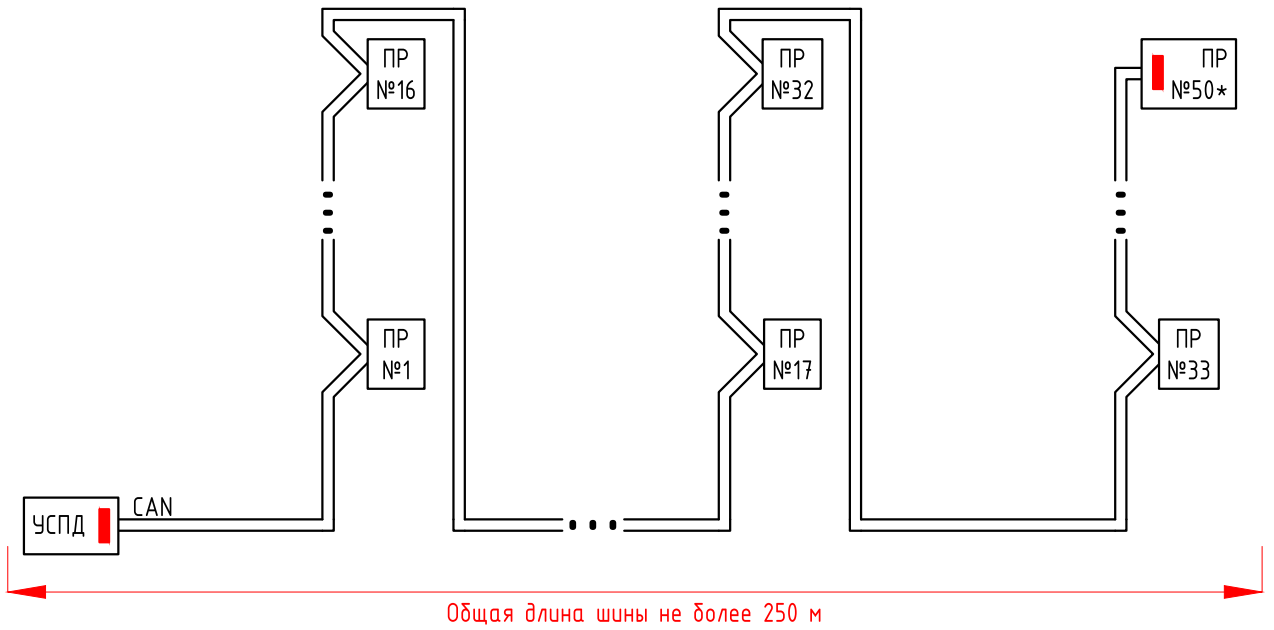 ПР
№16
ПР
№32
ПР
№50*
ПР
№1
ПР
№17
ПР
№33
УСПД
CAN
Общая длина шины не более 250 м